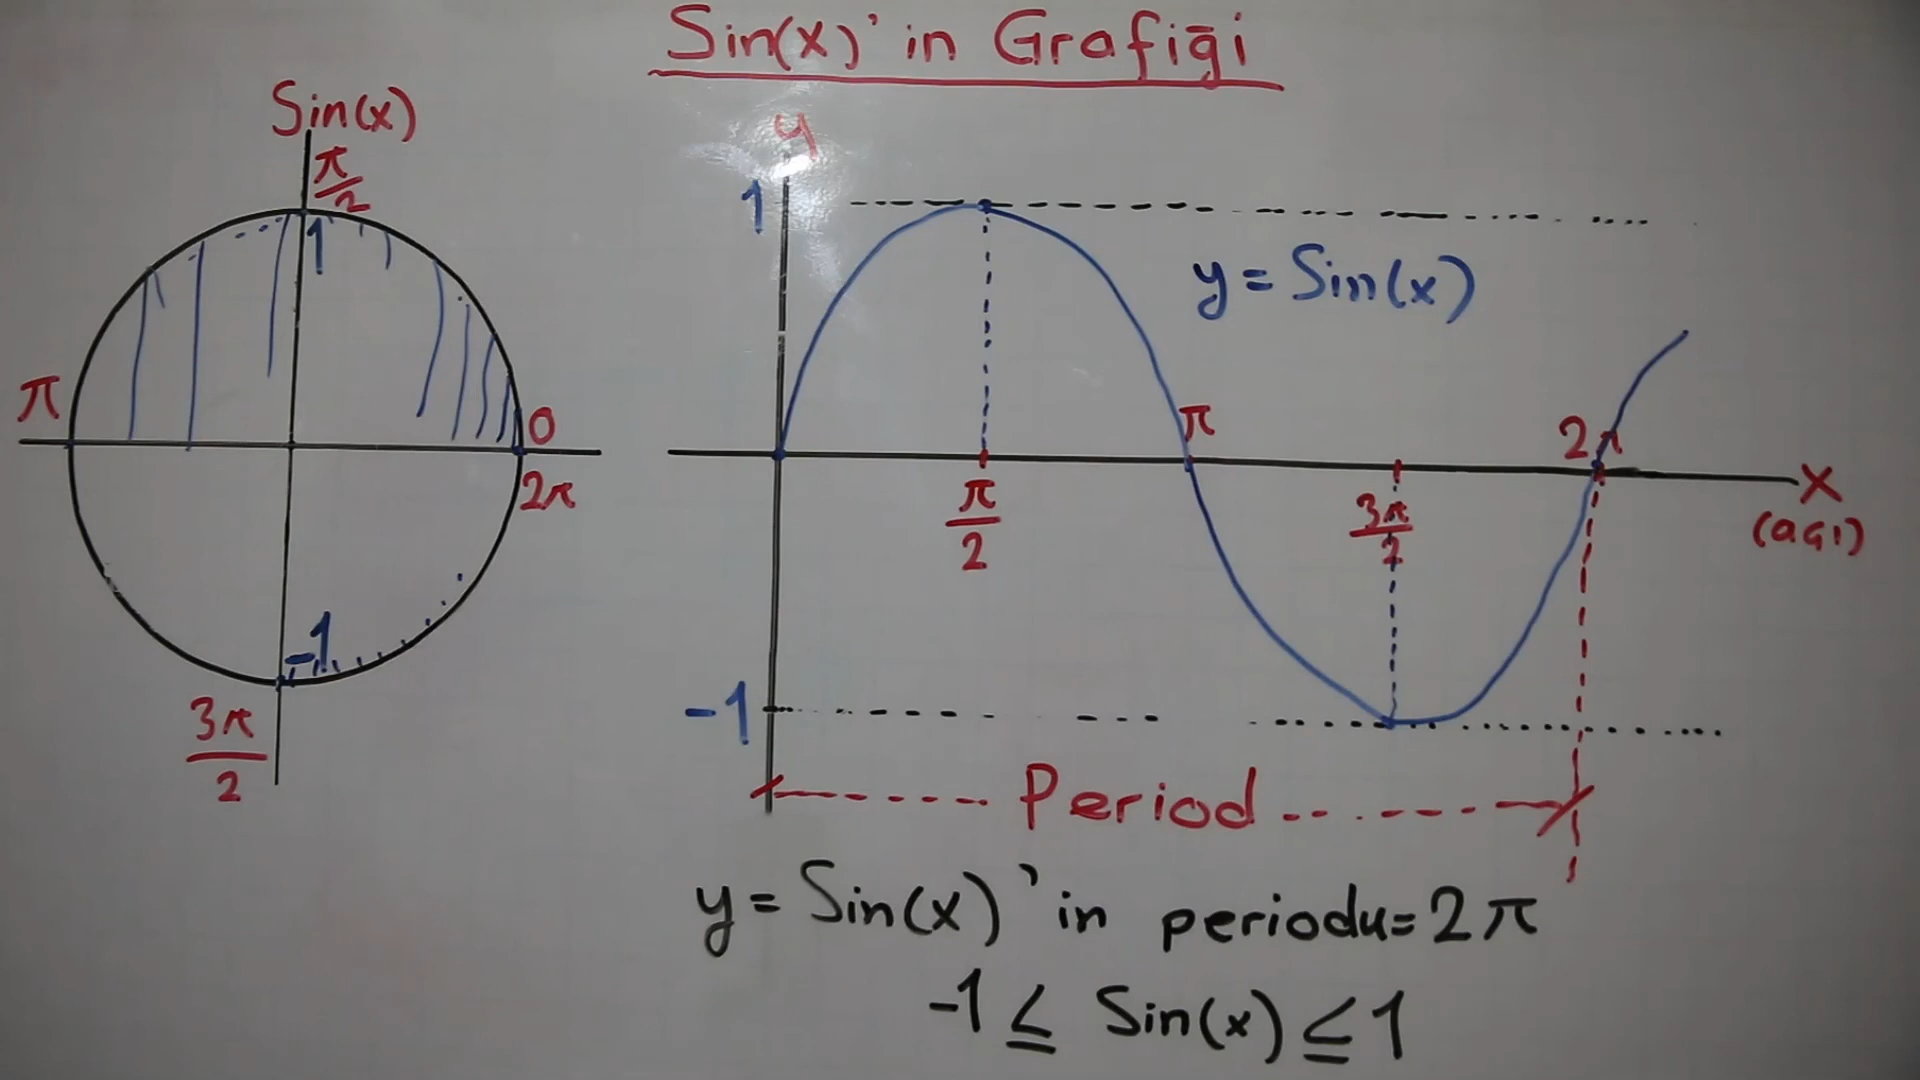 Sin(x)'in Grafiği
Sin(x)
π/2
1
π
0
2π
-1
3π/2
y
1
y = Sin(x)
π
2π
x
(açı)
π/2
3π/2
-1
Period
y = Sin(x)'in periodu = 2π
-1 ≤ Sin(x) ≤ 1